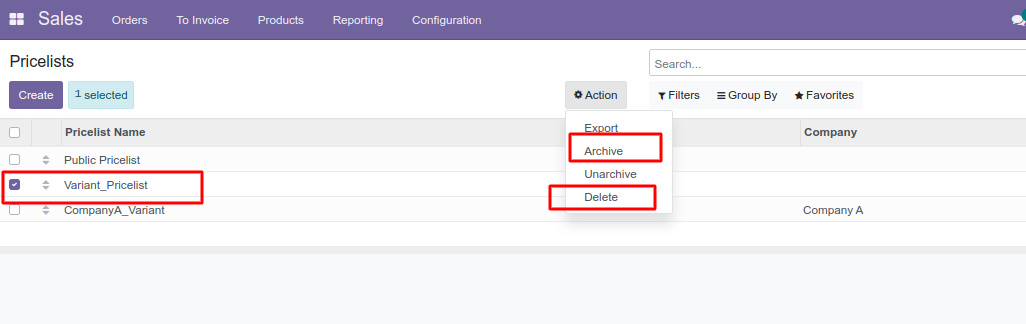 Sales Orders To Invoice Products Reporting Configuration
Pricelists
Search...
Create 1 selected Action Filters Group By Favorites
Export
Archive
Unarchive
Delete
Pricelist Name Company
Public Pricelist
Variant_Pricelist
CompanyA_Variant Company A